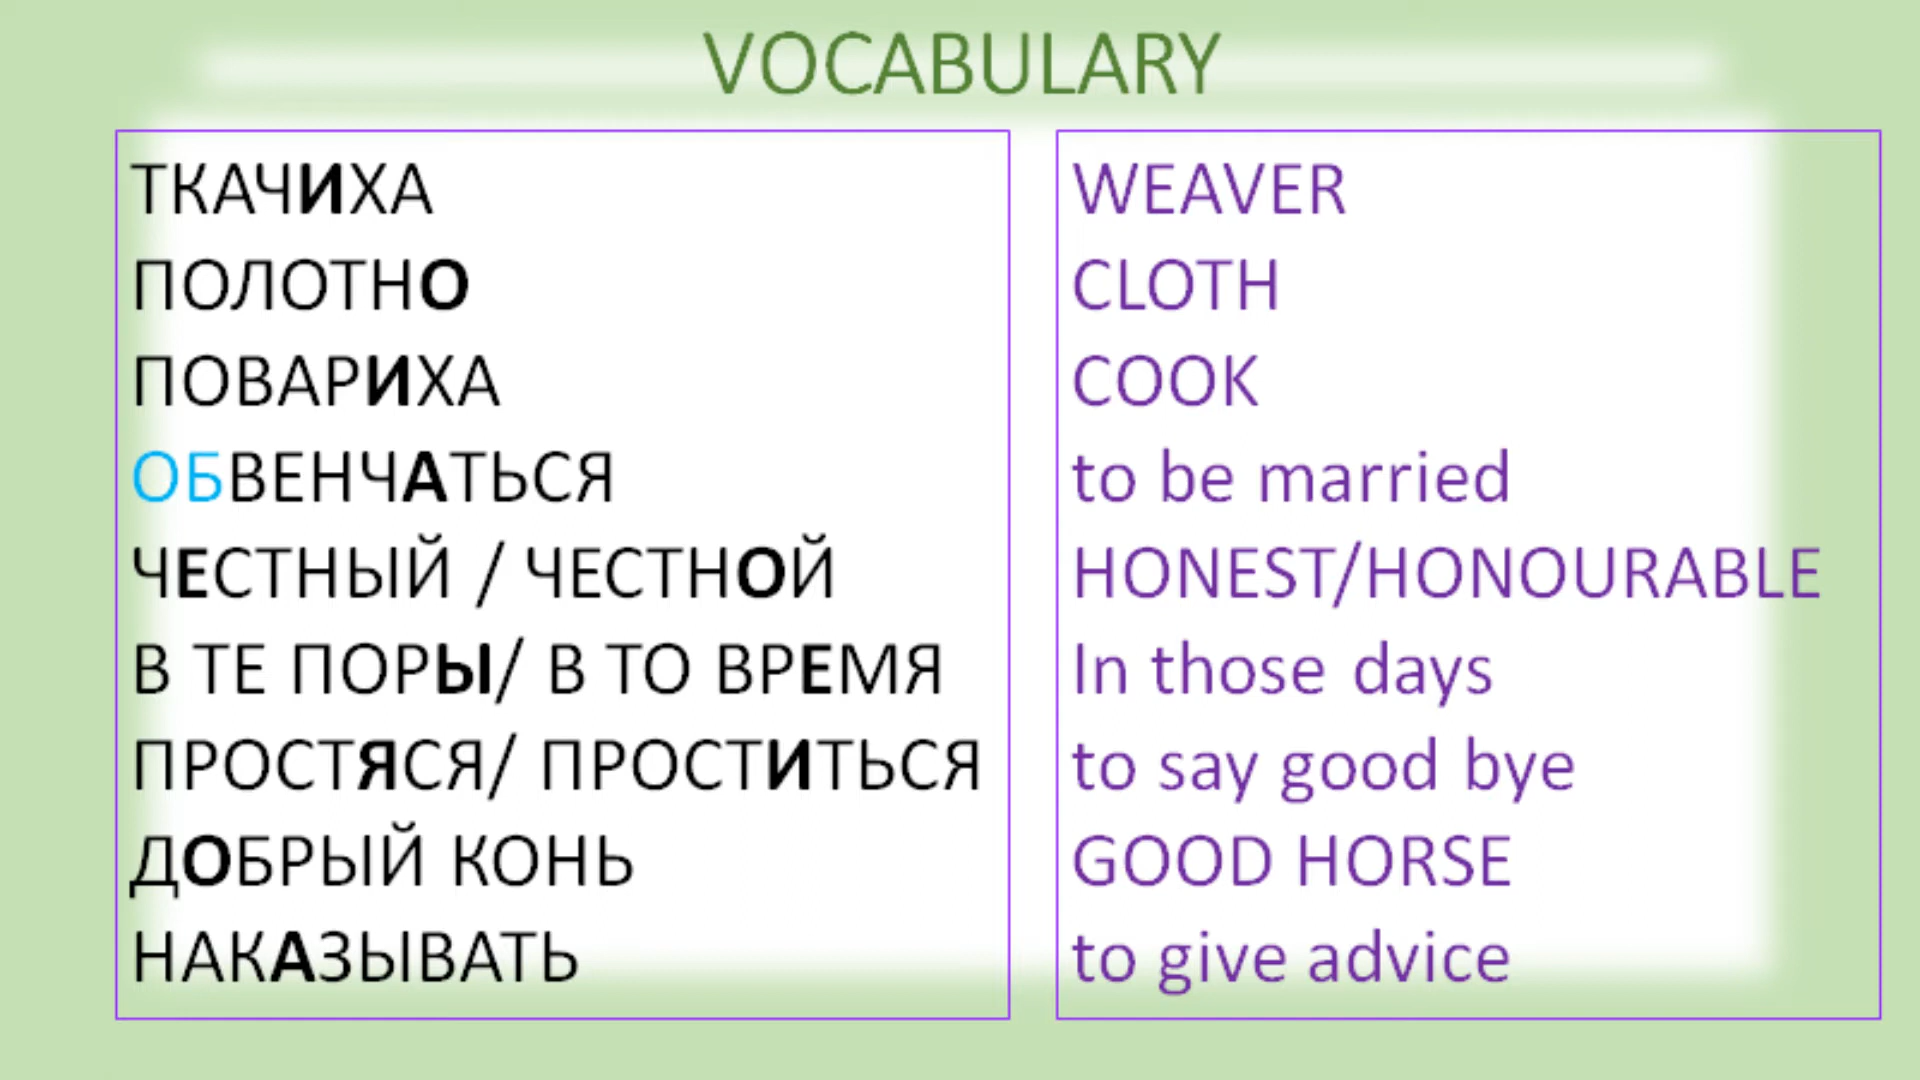 VOCABULARY
ТКАЧИХА
ПОЛОТНО
ПОВАРИХА
ОБВЕНЧАТЬСЯ
ЧЕСТНЫЙ / ЧЕСТНОЙ
В ТЕ ПОРЫ/ В ТО ВРЕМЯ
ПРОСТЯСЯ/ ПРОСТИТЬСЯ
ДОБРЫЙ КОНЬ
НАКАЗЫВАТЬ
WEAVER
CLOTH
COOK
to be married
HONEST/HONOURABLE
In those days
to say good bye
GOOD HORSE
to give advice